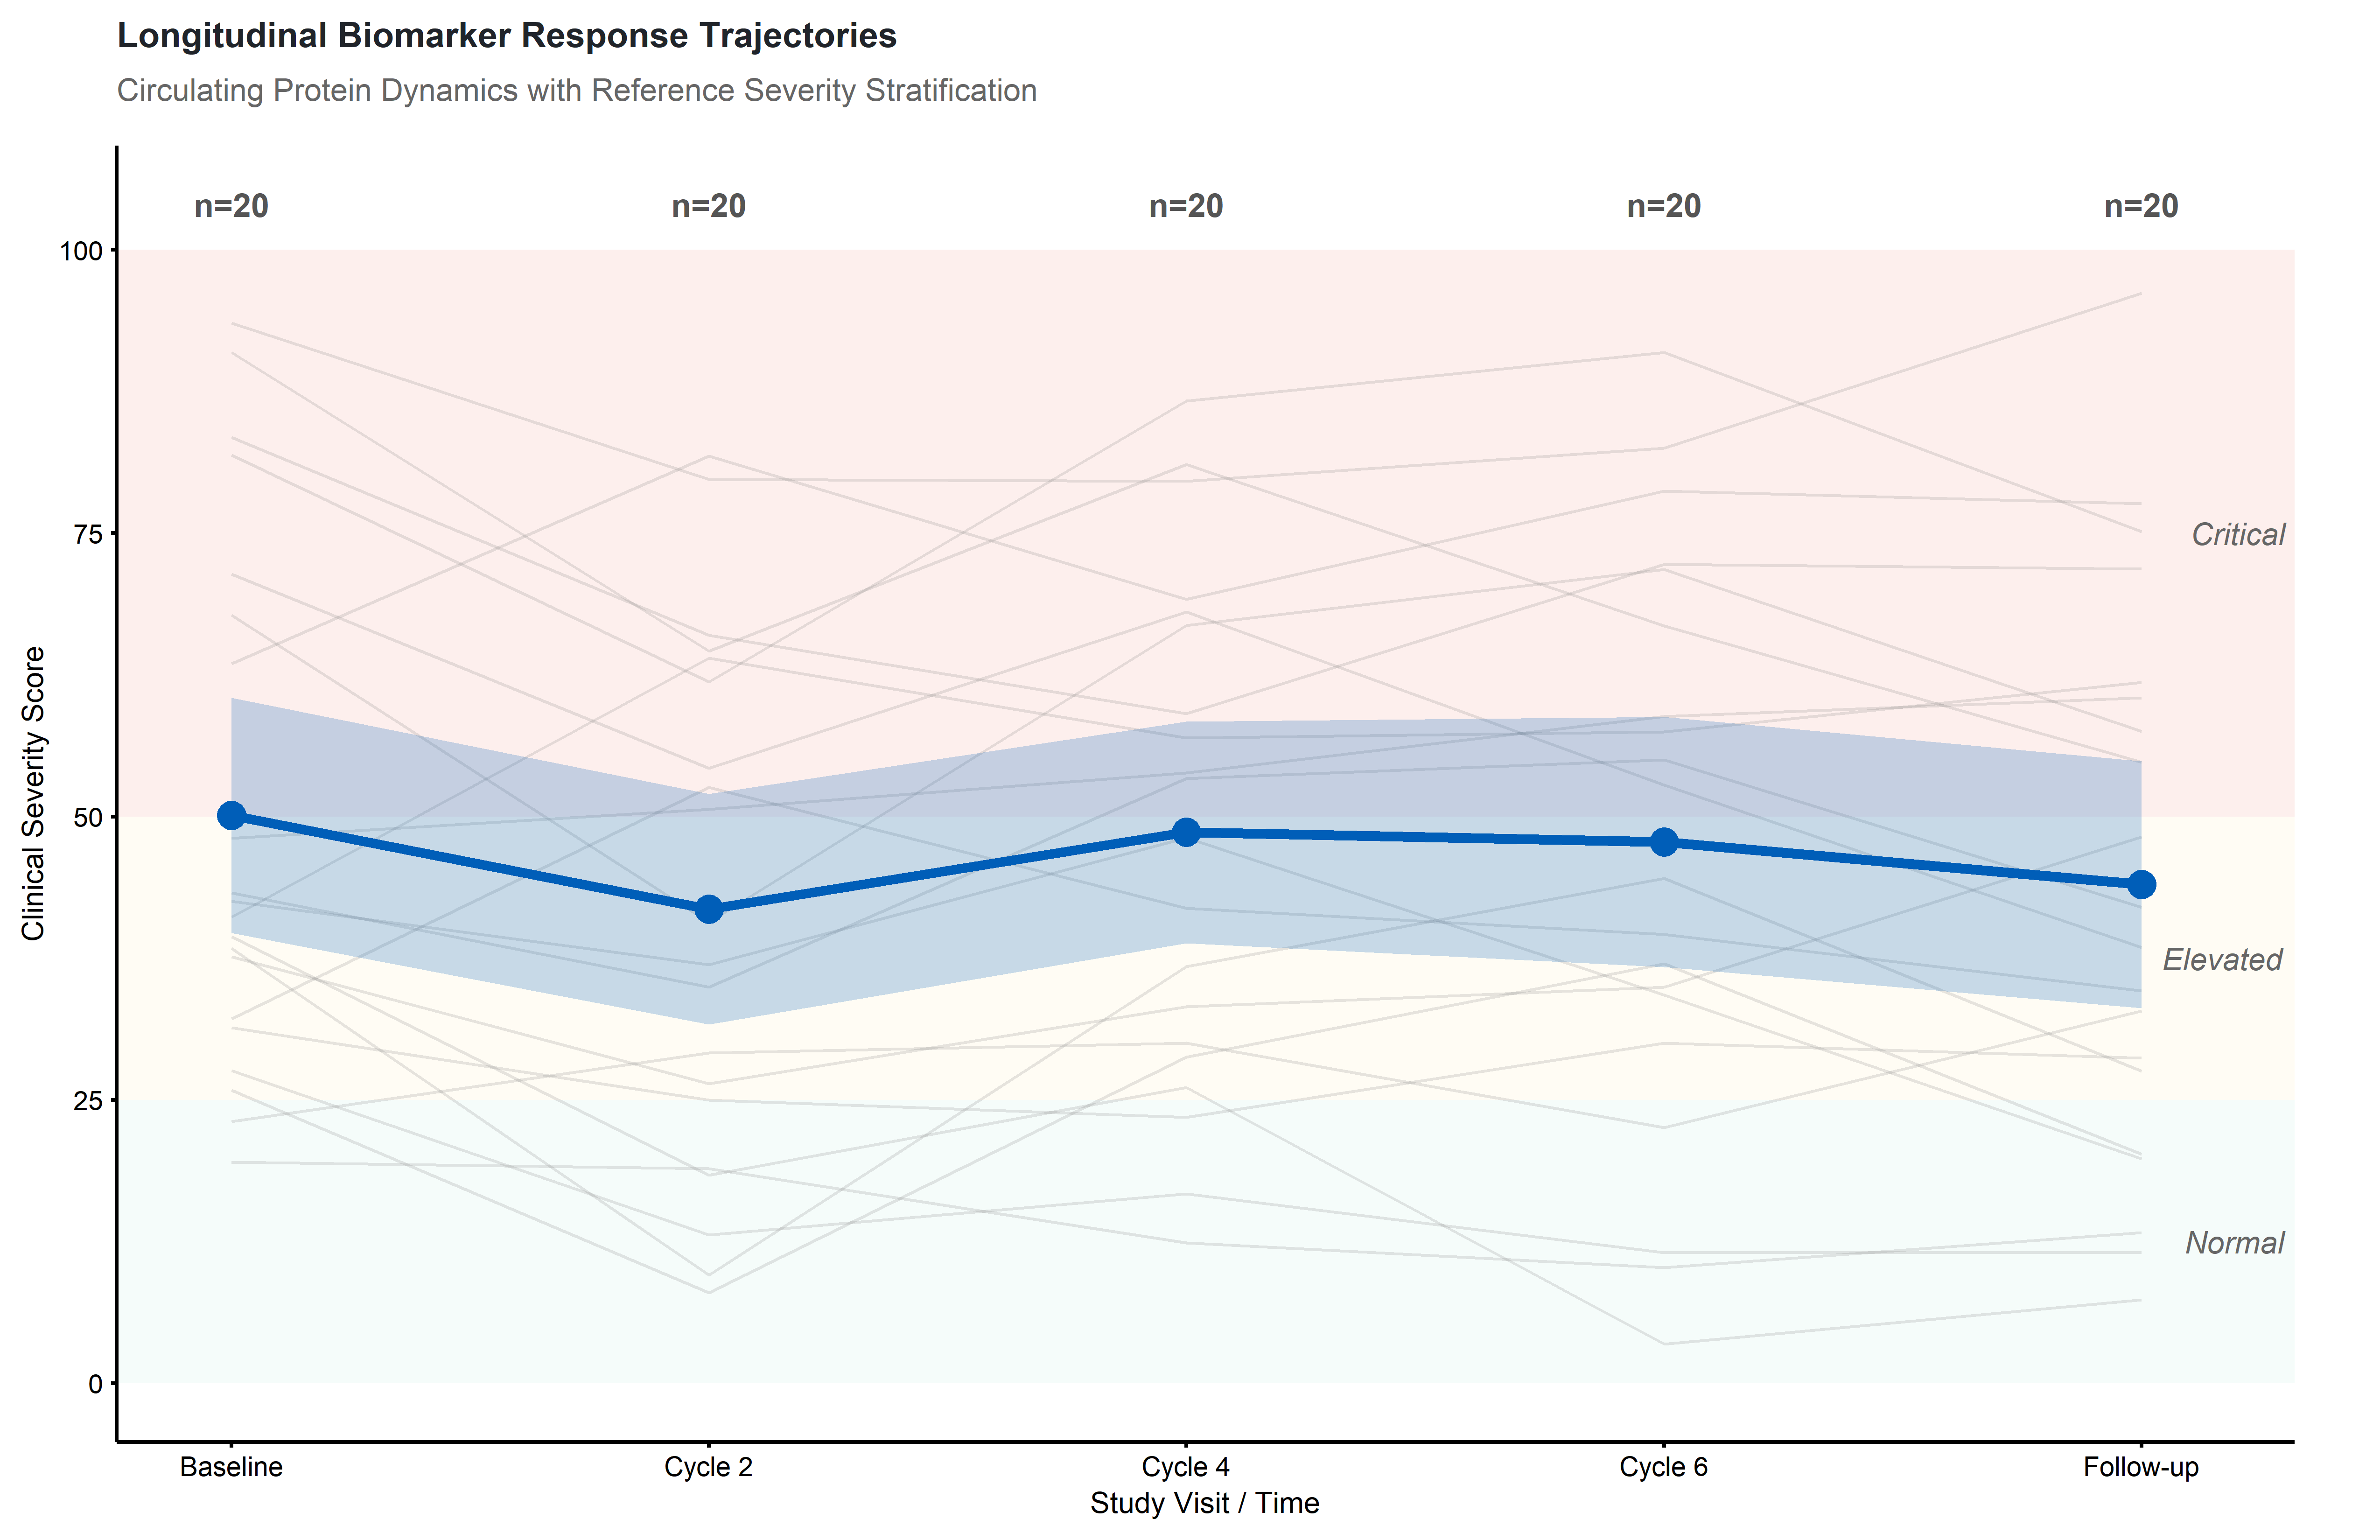 Longitudinal Biomarker Response Trajectories
Circulating Protein Dynamics with Reference Severity Stratification
n=20 n=20 n=20 n=20 n=20
100
75
Critical
50
Elevated
25
Normal
0
Clinical Severity Score
Baseline Cycle 2 Cycle 4 Cycle 6 Follow-up
Study Visit / Time